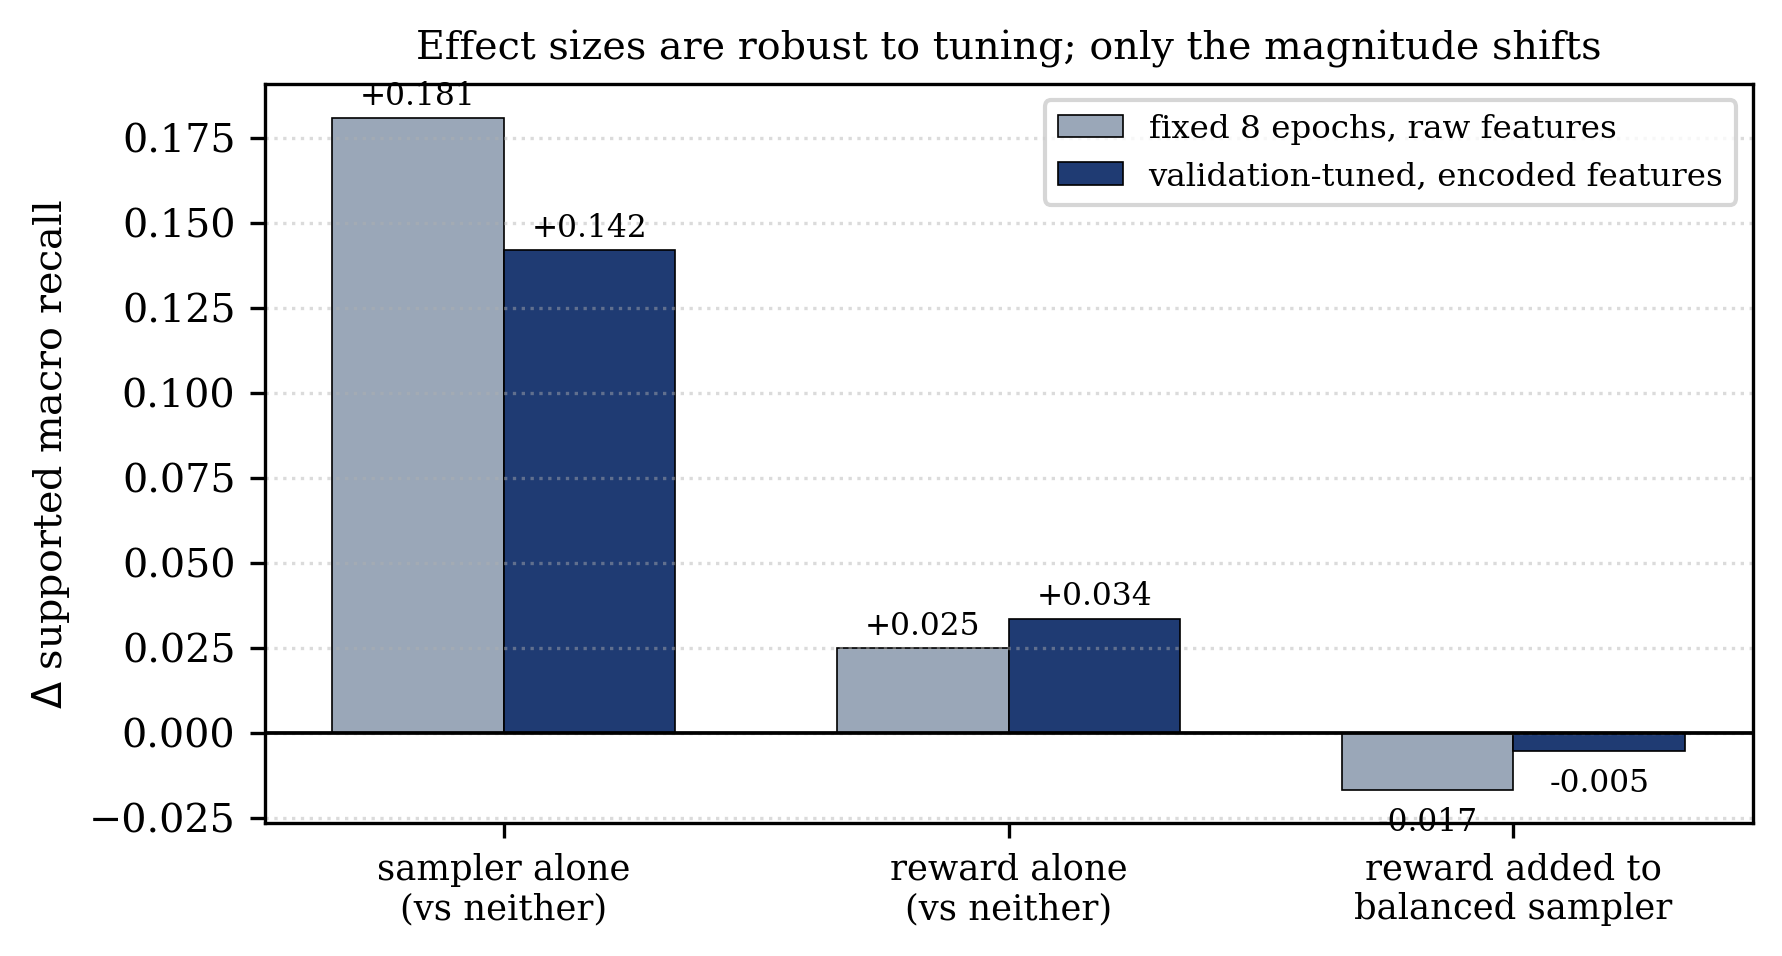 Effect sizes are robust to tuning; only the magnitude shifts
fixed 8 epochs, raw features
validation-tuned, encoded features
Δ supported macro recall
0.175
0.150
0.125
0.100
0.075
0.050
0.025
0.000
−0.025
+0.181
+0.142
+0.025
+0.034
-0.017
-0.005
sampler alone
(vs neither)
reward alone
(vs neither)
reward added to
balanced sampler